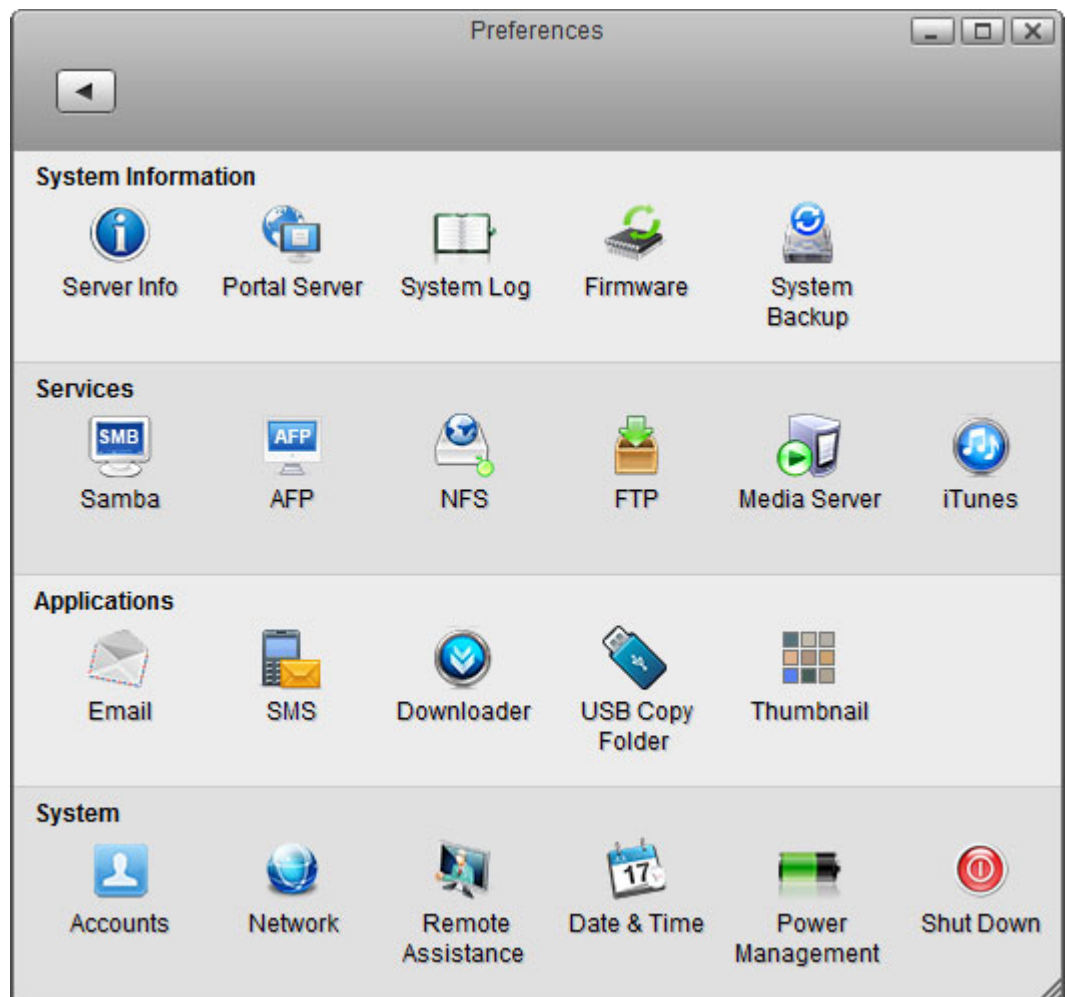 Preferences
System Information
Server Info Portal Server System Log Firmware System
Backup
Services
SMB AFP
Samba AFP NFS FTP Media Server iTunes
Applications
Email SMS Downloader USB Copy Thumbnail
Folder
System
17
Accounts Network Remote Date & Time Power Shut Down
Assistance Management